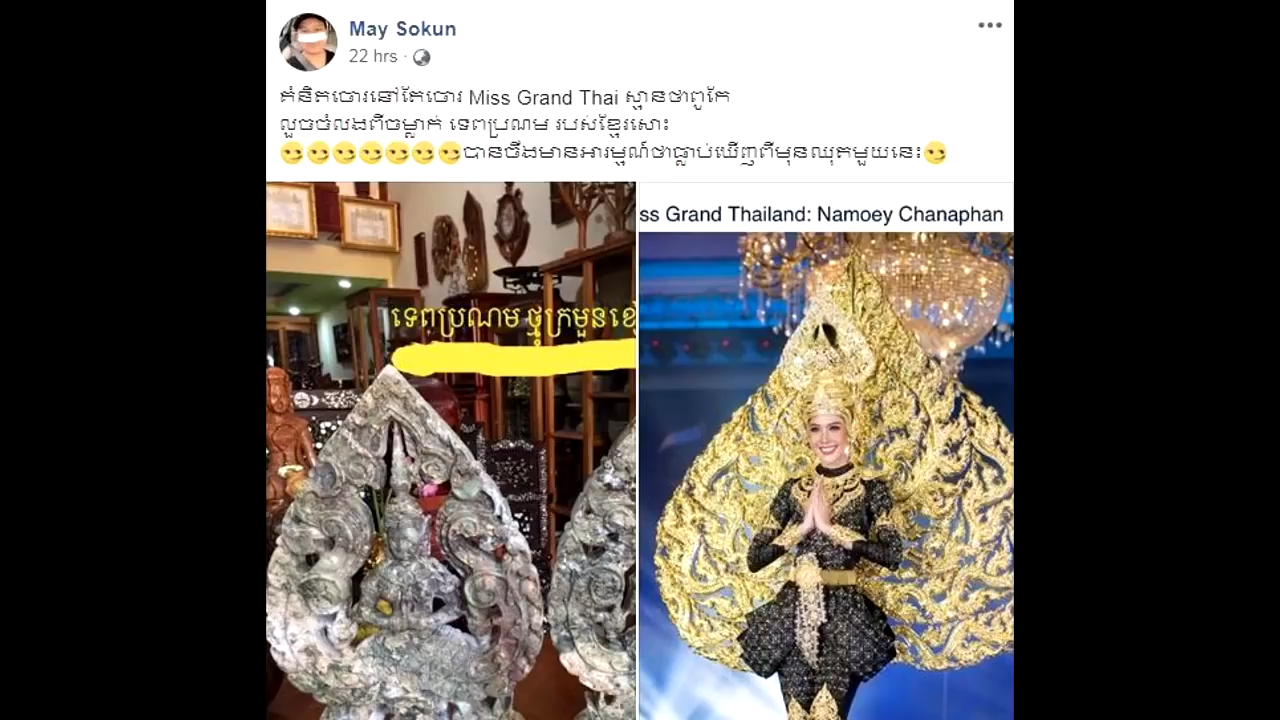 May Sokun
22 hrs ·
គំនិតចោរនៅតែចោរ Miss Grand Thai ស្មានថាពូកែ
លួចចំលងពីចម្លាក់ ទេពប្រណម របស់ខ្មែរសោះ
😏😏😏😏😏😏😏បានចឹងមានអារម្មណ៍ថាធ្លាប់ឃើញពីមុនឈុតមួយនេះ😏
ss Grand Thailand: Namoey Chanaphan
ទេពប្រណម ថ្មក្រមួនខៀ